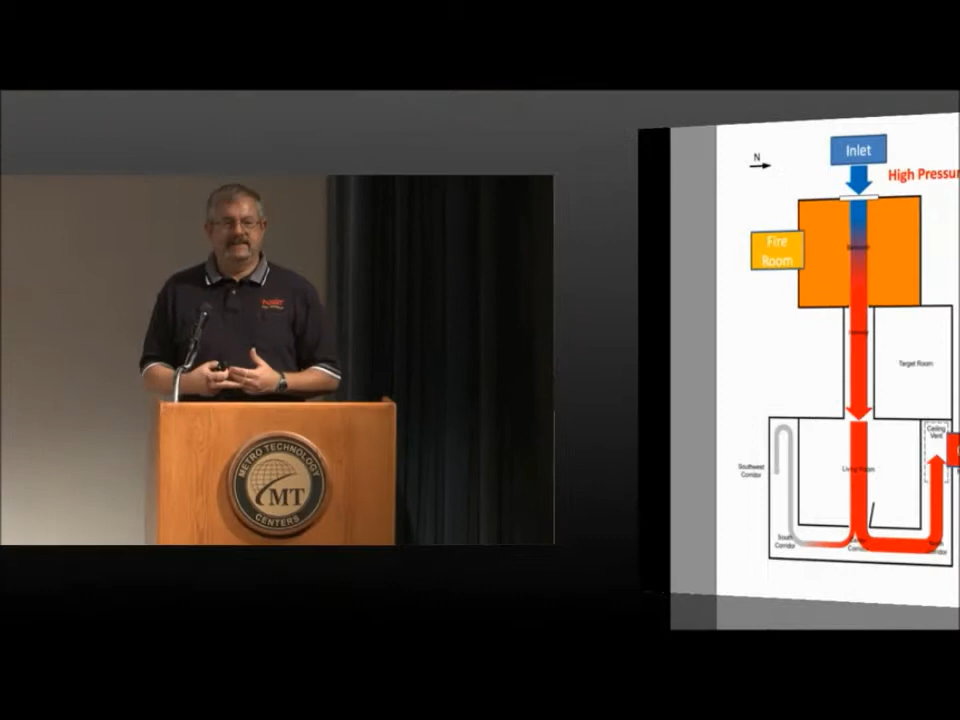 METRO TECHNOLOGY
MT
CENTERS
N
Inlet
High Pressur
Fire
Room
Target Room
Ceiling
Vent
Southwest
Corridor
Living Room
South
Corridor
Corridor